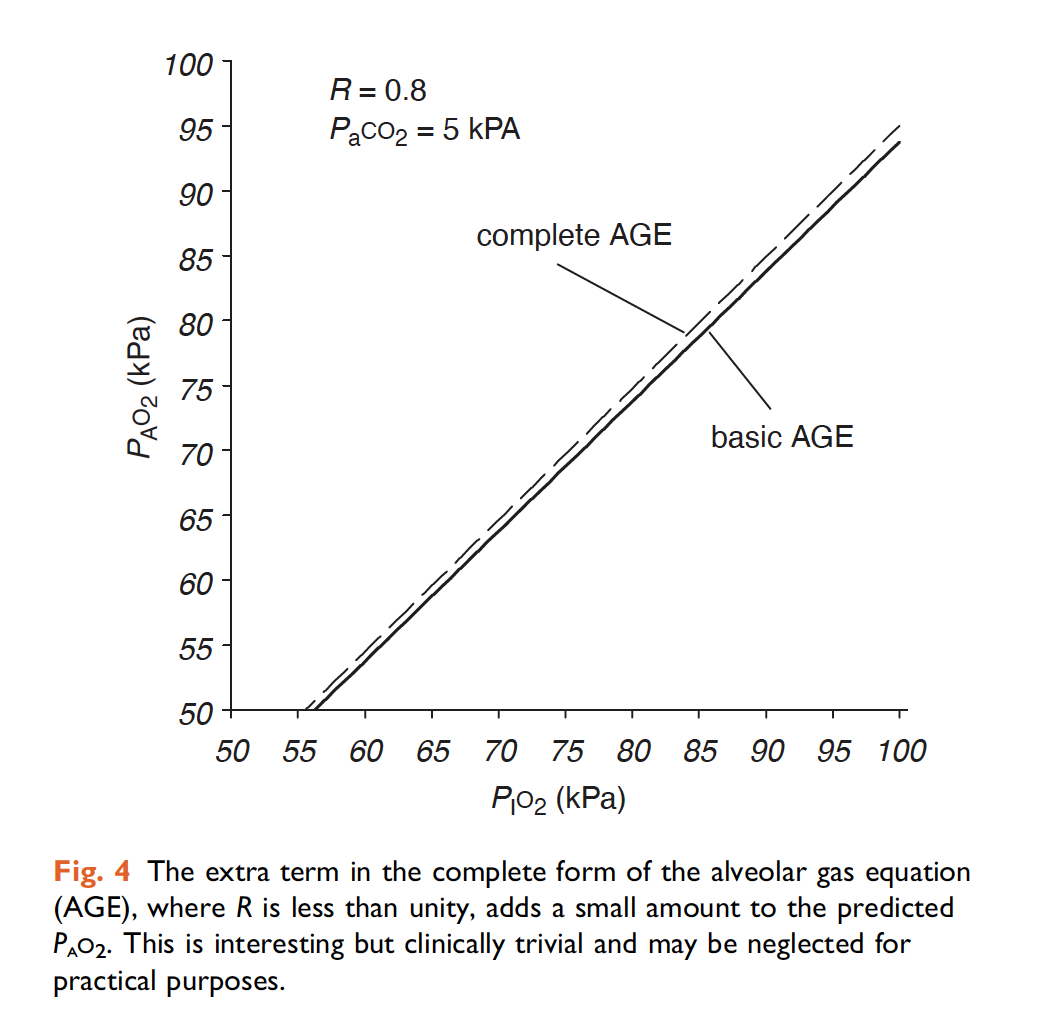 100
R = 0.8
PaCO2 = 5 kPA
95
90
complete AGE
85
80
75
PAO2 (kPa)
basic AGE
70
65
60
55
50
50 55 60 65 70 75 80 85 90 95 100
PIO2 (kPa)
Fig. 4 The extra term in the complete form of the alveolar gas equation
(AGE), where R is less than unity, adds a small amount to the predicted
PAO2. This is interesting but clinically trivial and may be neglected for
practical purposes.